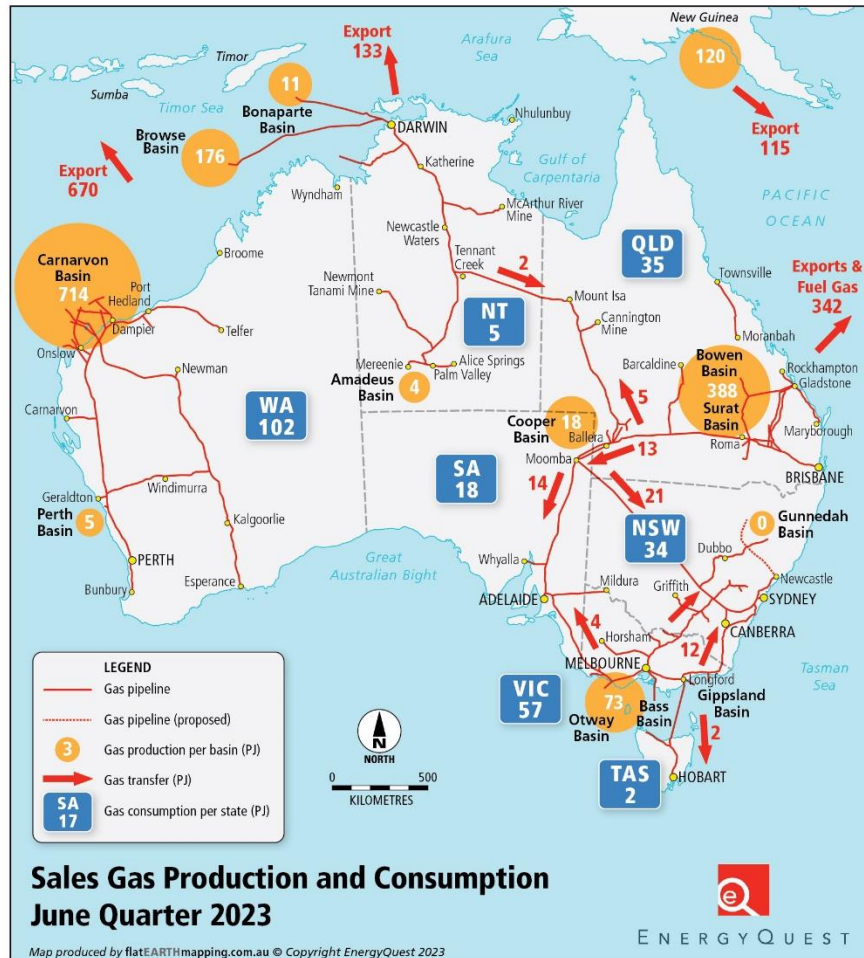 New Guinea
Timor
Export
133
Arafura
Sea
120
Sumba
11
Timor Sea
Bonaparte
Basin
DARWIN
Nhulunbuy
Export
115
Browse
Basin
176
Export
670
Katherine
Gulf of
Carpentaria
PACIFIC
OCEAN
Wyndham
McArthur River
Mine
Newcastle
Waters
QLD
35
Broome
Tennant
Creek
2
Townsville
Exports &
Fuel Gas
342
Carnarvon
Basin
714
Port
Hedland
Newmont
Tanami Mine
Mount Isa
Dampier
Telfer
NT
5
Cannington
Mine
Moranbah
Onslow
Mereenie
Alice Springs
Palm Valley
Barcaldine
Bowen
Basin
388
Surat
Basin
Rockhampton
Gladstone
Newman
Amadeus
Basin
4
5
WA
102
Carnarvon
Cooper
Basin
18
Ballera
Roma
Maryborough
13
Moomba
BRISBANE
SA
18
14
21
Geraldton
Windimurra
Perth
Basin
5
NSW
34
0
Gunnedah
Basin
Kalgoorlie
Dubbo
PERTH
Great
Australian Bight
Whyalla
Newcastle
Bunbury
Esperance
Mildura
Griffith
ADELAIDE
SYDNEY
4
Horsham
CANBERRA
12
MELBOURNE
Tasman
Sea
Longford
VIC
57
73
Otway
Basin
Bass
Basin
Gippsland
Basin
2
TAS
2
HOBART
LEGEND
Gas pipeline
Gas pipeline (proposed)
3 Gas production per basin (PJ)
Gas transfer (PJ)
SA
17
Gas consumption per state (PJ)
N
NORTH
0 500
KILOMETRES
Sales Gas Production and Consumption
June Quarter 2023
e
ENERGYQUEST
Map produced by flatEARTHmapping.com.au © Copyright EnergyQuest 2023